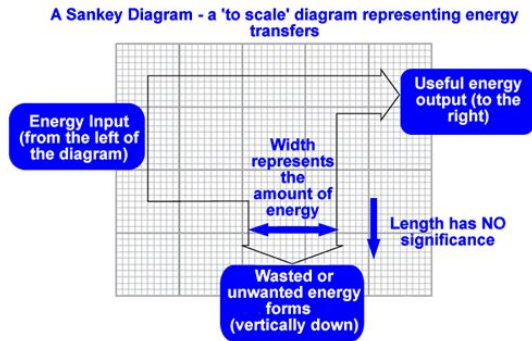 A Sankey Diagram - a 'to scale' diagram representing energy
transfers
Energy Input
(from the left of
the diagram)
Useful energy
output (to the
right)
Width
represents
the
amount of
energy
Length has NO
significance
Wasted or
unwanted energy
forms
(vertically down)